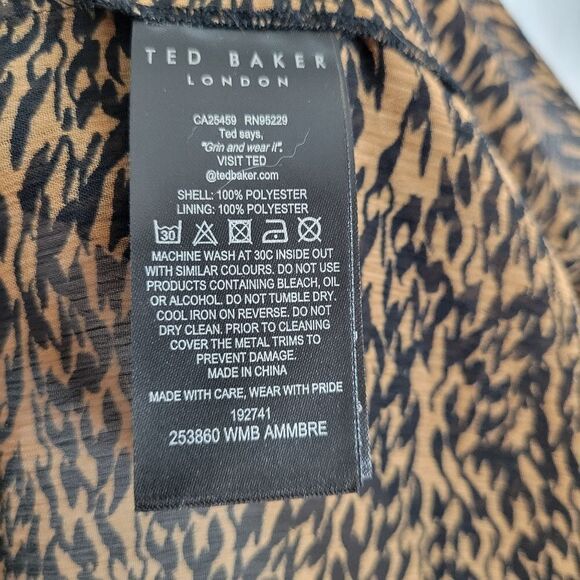 TED BAKER
LONDON
CA25459 RN95229
Ted says,
"Grin and wear it".
VISIT TED
@tedbaker.com
SHELL: 100% POLYESTER
LINING: 100% POLYESTER
30
MACHINE WASH AT 30C INSIDE OUT
WITH SIMILAR COLOURS. DO NOT USE
PRODUCTS CONTAINING BLEACH, OIL
OR ALCOHOL. DO NOT TUMBLE DRY.
COOL IRON ON REVERSE. DO NOT
DRY CLEAN. PRIOR TO CLEANING
COVER THE METAL TRIMS TO
PREVENT DAMAGE.
MADE IN CHINA
MADE WITH CARE, WEAR WITH PRIDE
192741
253860 WMB AMMBRE